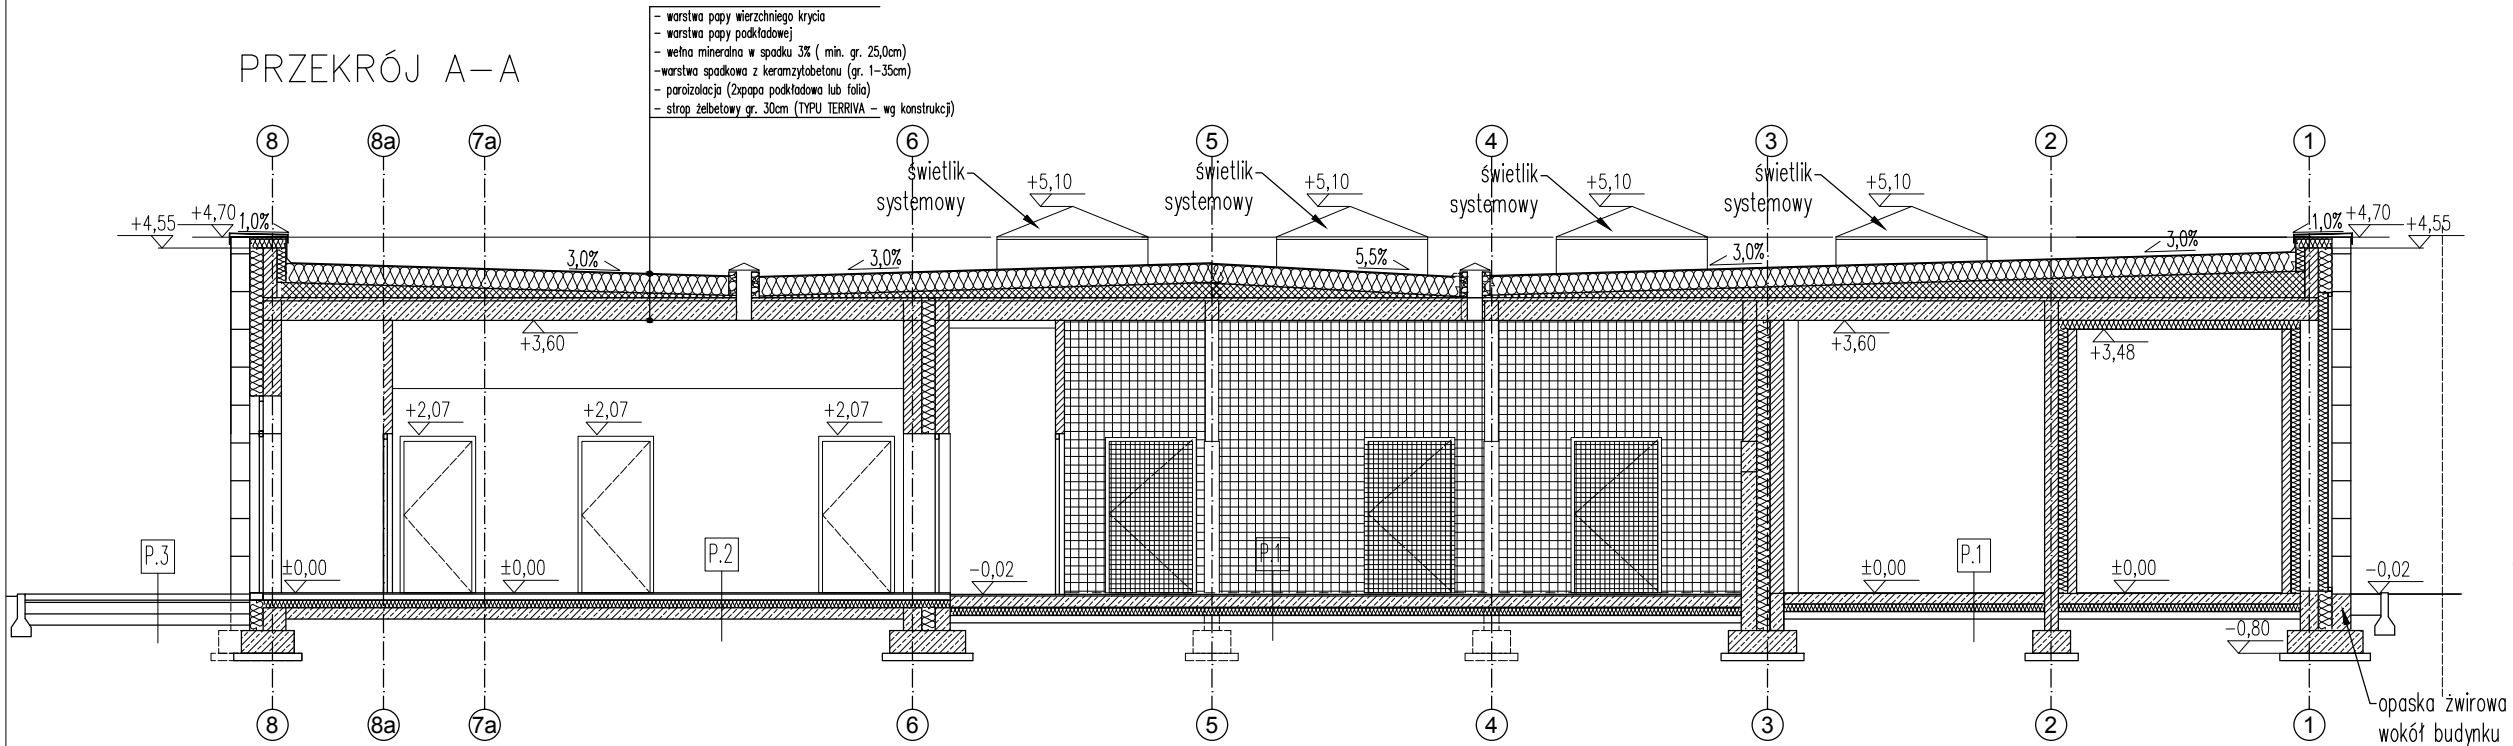 - warstwa papy wierzchniego krycia
- warstwa papy podkładowej
- wełna mineralna w spadku 3% ( min. gr. 25,0cm)
-warstwa spadkowa z keramzytobetonu (gr. 1-35cm)
- paroizolacja (2xpapa podkładowa lub folia)
- strop żelbetowy gr. 30cm (TYPU TERRIVA - wg konstrukcji)
PRZEKRÓJ A-A
8 8a 7a 6 5 4 3 2 1
świetlik systemowy
świetlik systemowy
świetlik systemowy
świetlik systemowy
+5,10 +5,10 +5,10 +5,10
+4,55 +4,70 1,0%
1,0% +4,70 +4,55
3,0% 3,0% 5,5% 3,0% 3,0%
+3,60 +3,60 +3,48
+2,07 +2,07 +2,07
P.3 P.2 P.1 P.1
±0,00 ±0,00 -0,02 ±0,00 ±0,00 -0,02
-0,80
8 8a 7a 6 5 4 3 2 1
opaska żwirowa
wokół budynku